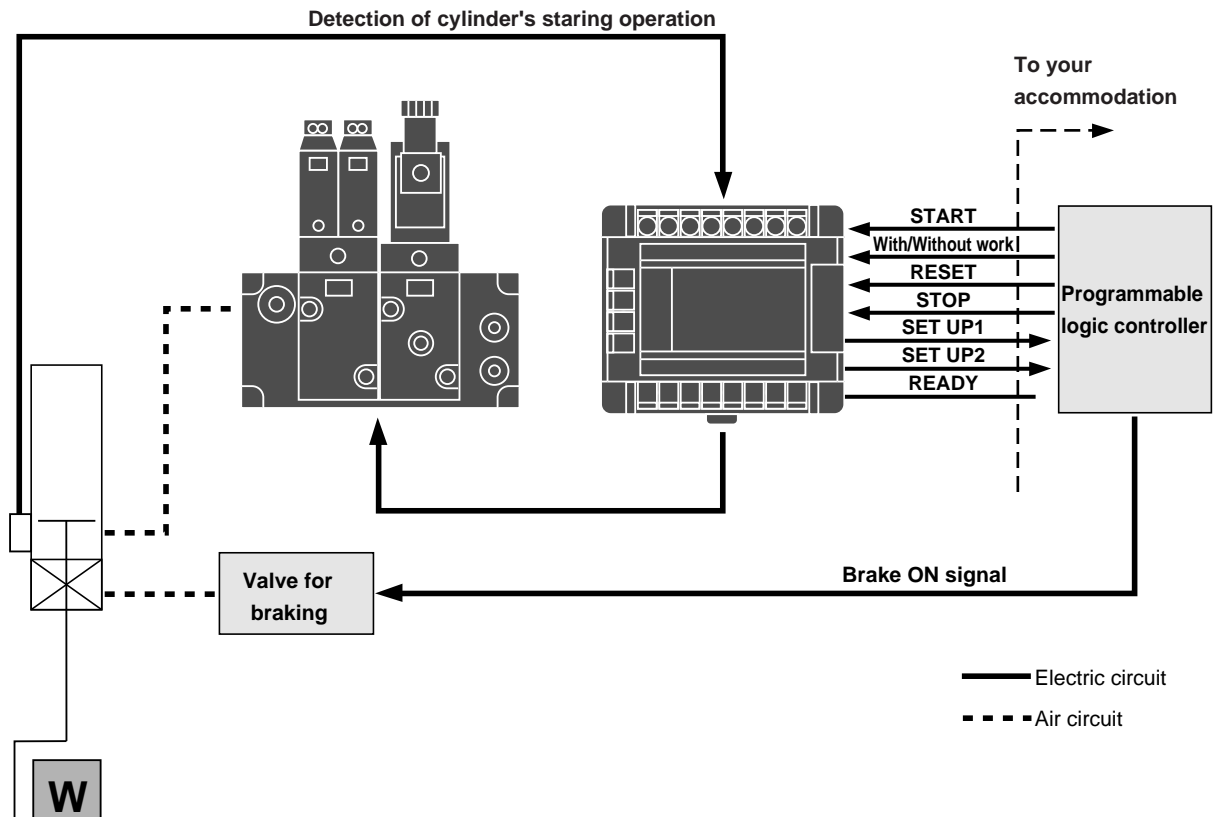 Detection of cylinder's staring operation
To your
accommodation
START
With/Without work
RESET
STOP
SET UP1
SET UP2
READY
Programmable
logic controller
Valve for
braking
Brake ON signal
Electric circuit
Air circuit
W